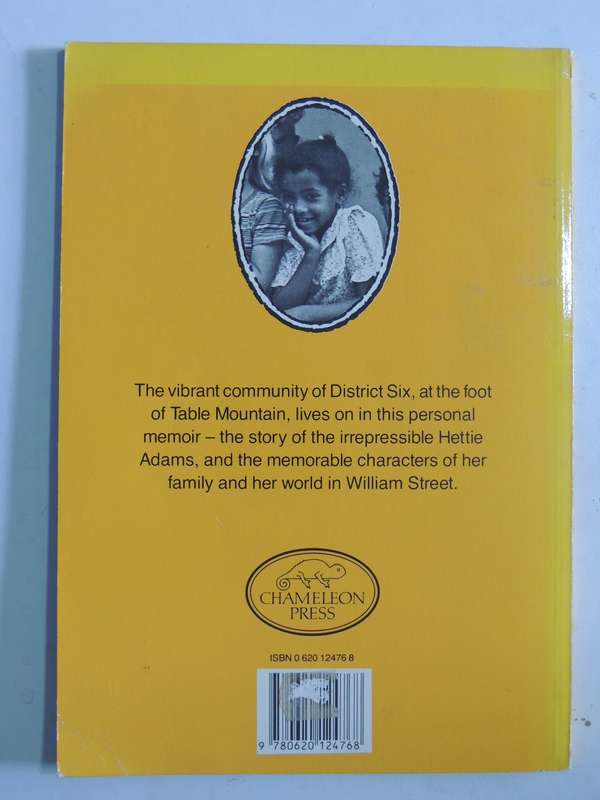 The vibrant community of District Six, at the foot
of Table Mountain, lives on in this personal
memoir – the story of the irrepressible Hettie
Adams, and the memorable characters of her
family and her world in William Street.
CHAMELEON
PRESS
ISBN 0 620 12476 8
9 780620 124768